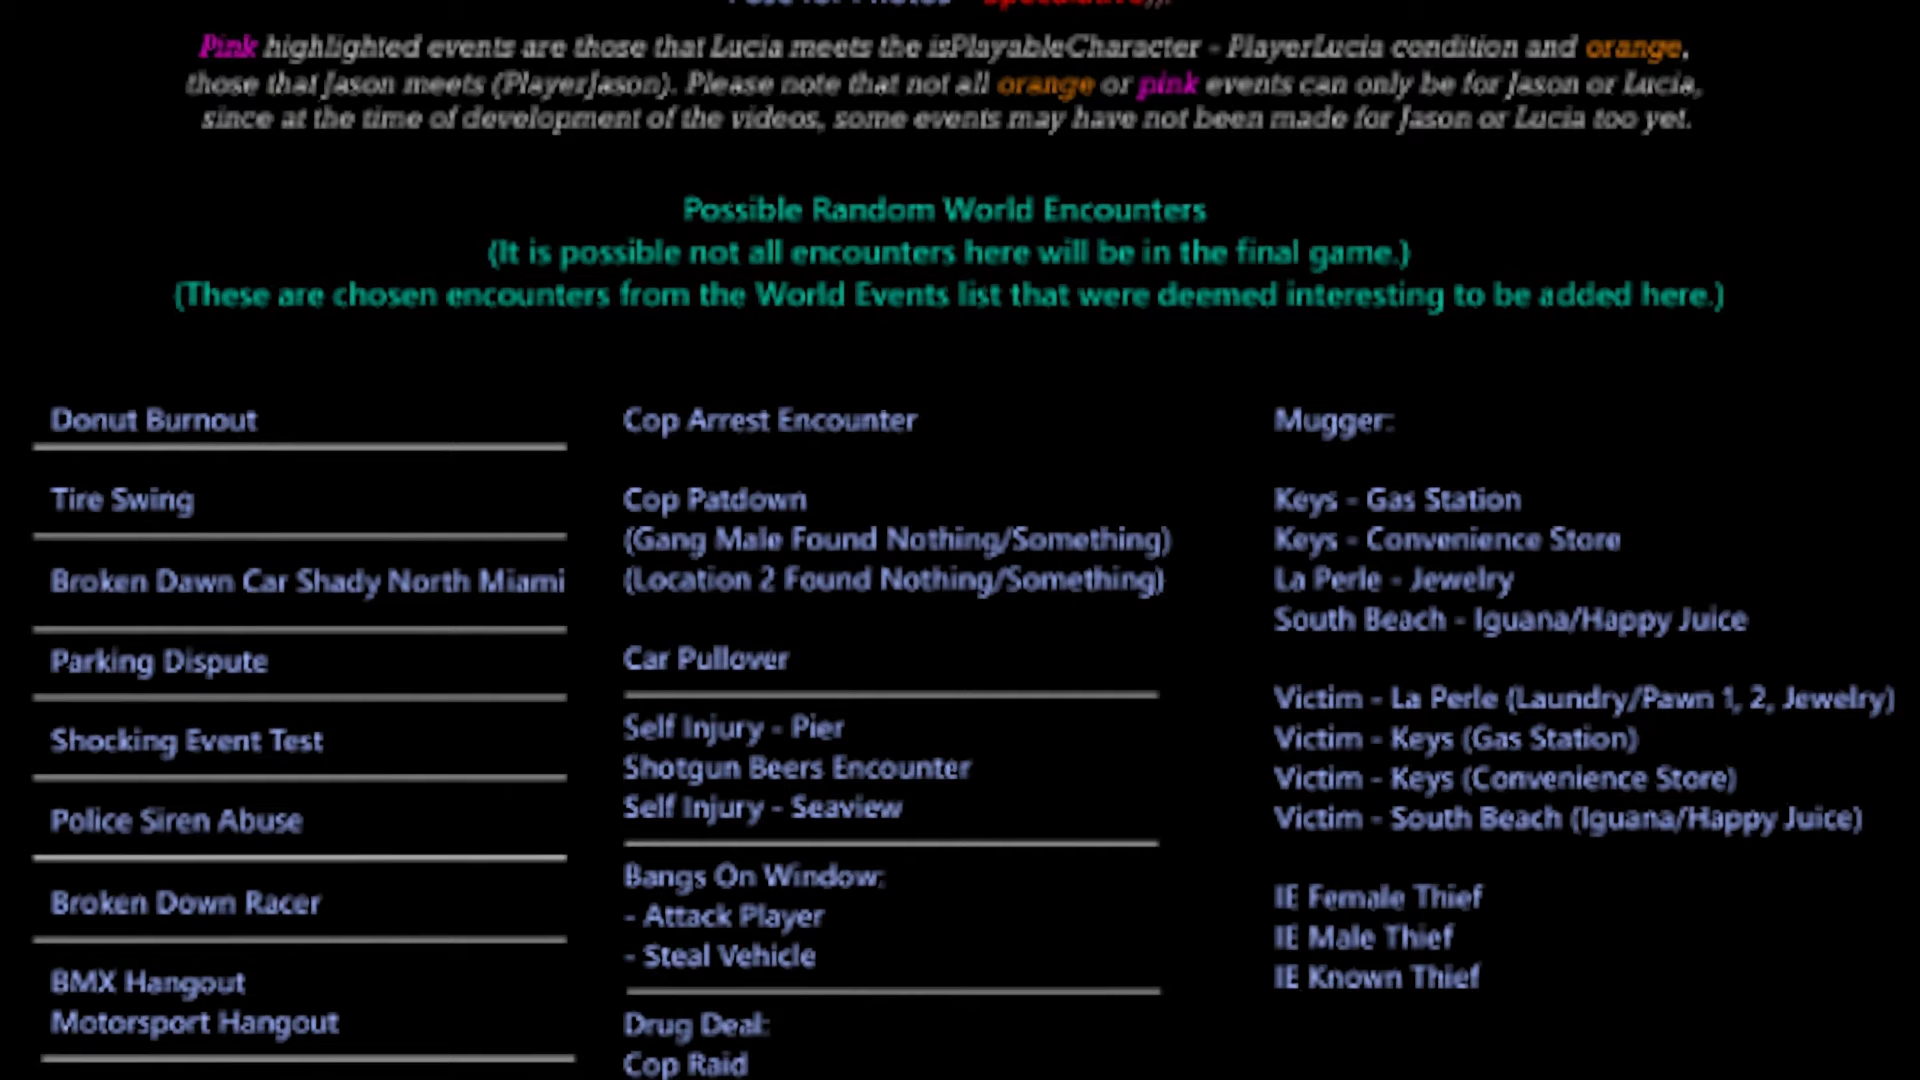 Pose for Photos - Speculative).
Pink highlighted events are those that Lucia meets the isPlayableCharacter - PlayerLucia condition and orange,
those that Jason meets (PlayerJason). Please note that not all orange or pink events can only be for Jason or Lucia,
since at the time of development of the videos, some events may have not been made for Jason or Lucia too yet.
Possible Random World Encounters
(It is possible not all encounters here will be in the final game.)
(These are chosen encounters from the World Events list that were deemed interesting to be added here.)
Donut Burnout
Tire Swing
Broken Dawn Car Shady North Miami
Parking Dispute
Shocking Event Test
Police Siren Abuse
Broken Down Racer
BMX Hangout
Motorsport Hangout
Cop Arrest Encounter
Cop Patdown
(Gang Male Found Nothing/Something)
(Location 2 Found Nothing/Something)
Car Pullover
Self Injury - Pier
Shotgun Beers Encounter
Self Injury - Seaview
Bangs On Window:
- Attack Player
- Steal Vehicle
Drug Deal:
Cop Raid
Mugger:
Keys - Gas Station
Keys - Convenience Store
La Perle - Jewelry
South Beach - Iguana/Happy Juice
Victim - La Perle (Laundry/Pawn 1, 2, Jewelry)
Victim - Keys (Gas Station)
Victim - Keys (Convenience Store)
Victim - South Beach (Iguana/Happy Juice)
IE Female Thief
IE Male Thief
IE Known Thief